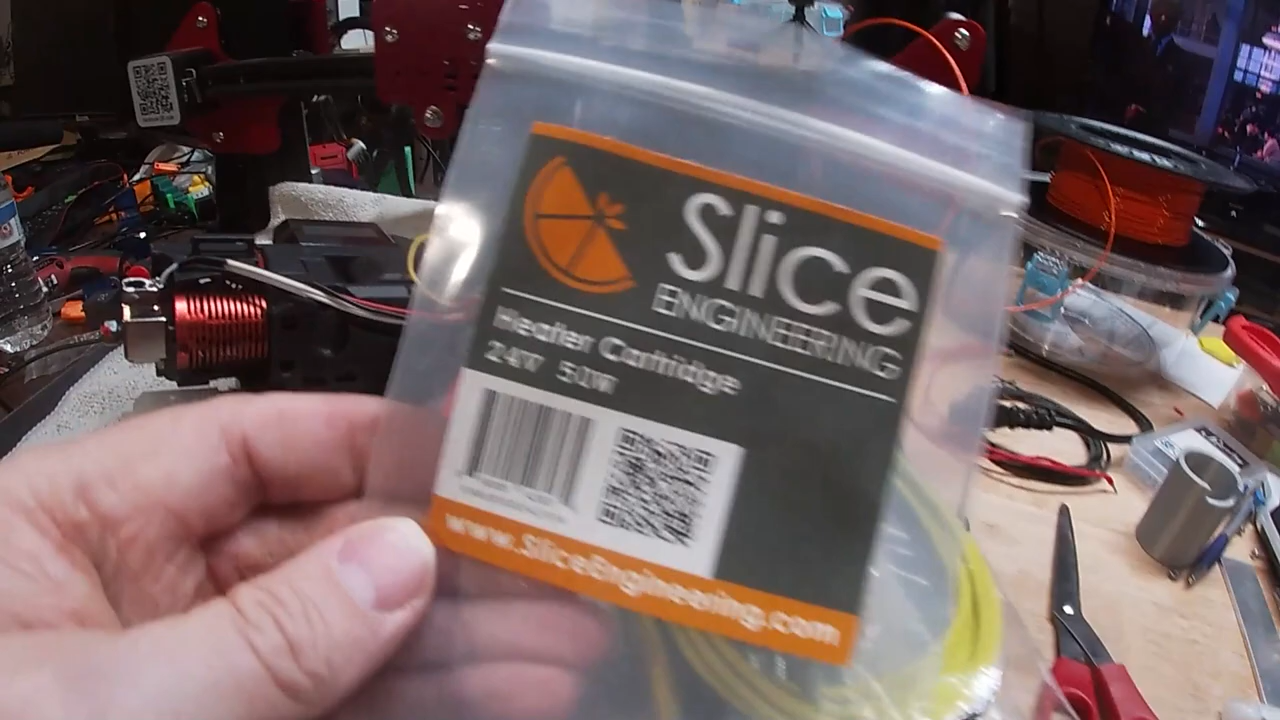 Slice
ENGINEERING
Heater Cartridge
24V 50W
www.SliceEngineering.com